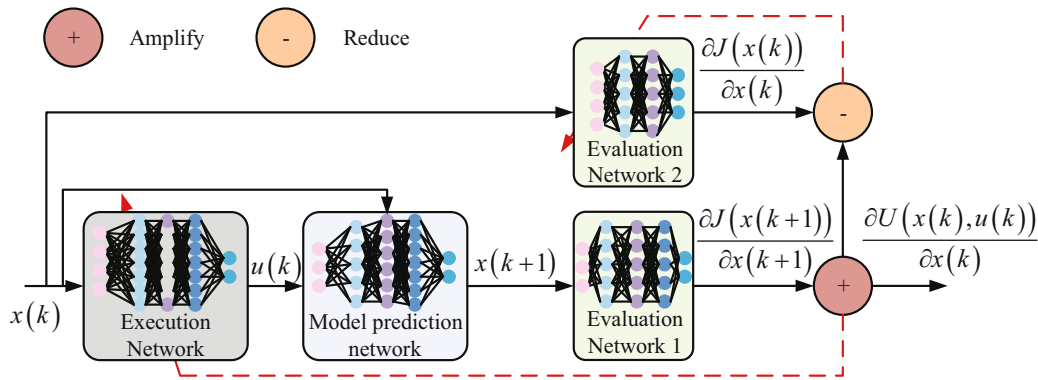 +
Amplify
-
Reduce
∂J(x(k))
∂x(k)
-
Evaluation
Network 2
∂J(x(k+1))
∂x(k+1)
∂U(x(k),u(k))
∂x(k)
x(k)
u(k)
x(k+1)
+
Execution
Network
Model prediction
network
Evaluation
Network 1